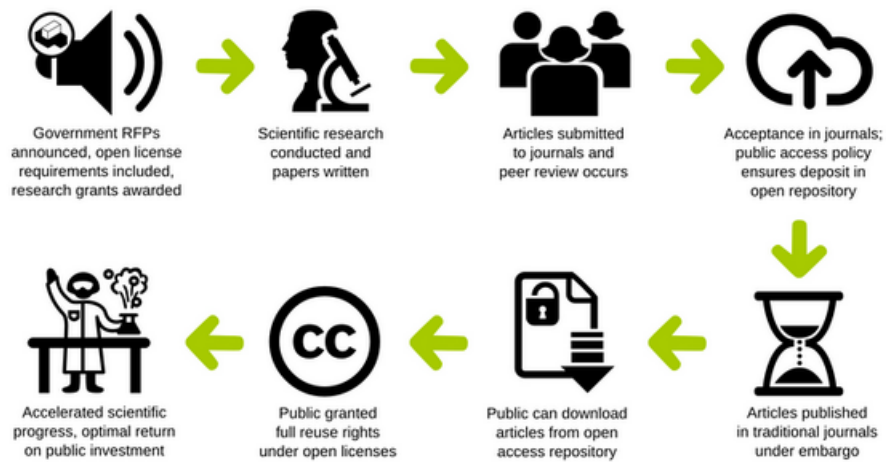 Government RFPs
announced, open license
requirements included,
research grants awarded
Scientific research
conducted and
papers written
Articles submitted
to journals and
peer review occurs
Acceptance in journals;
public access policy
ensures deposit in
open repository
Articles published
in traditional journals
under embargo
Public can download
articles from open
access repository
CC
Public granted
full reuse rights
under open licenses
Accelerated scientific
progress, optimal return
on public investment